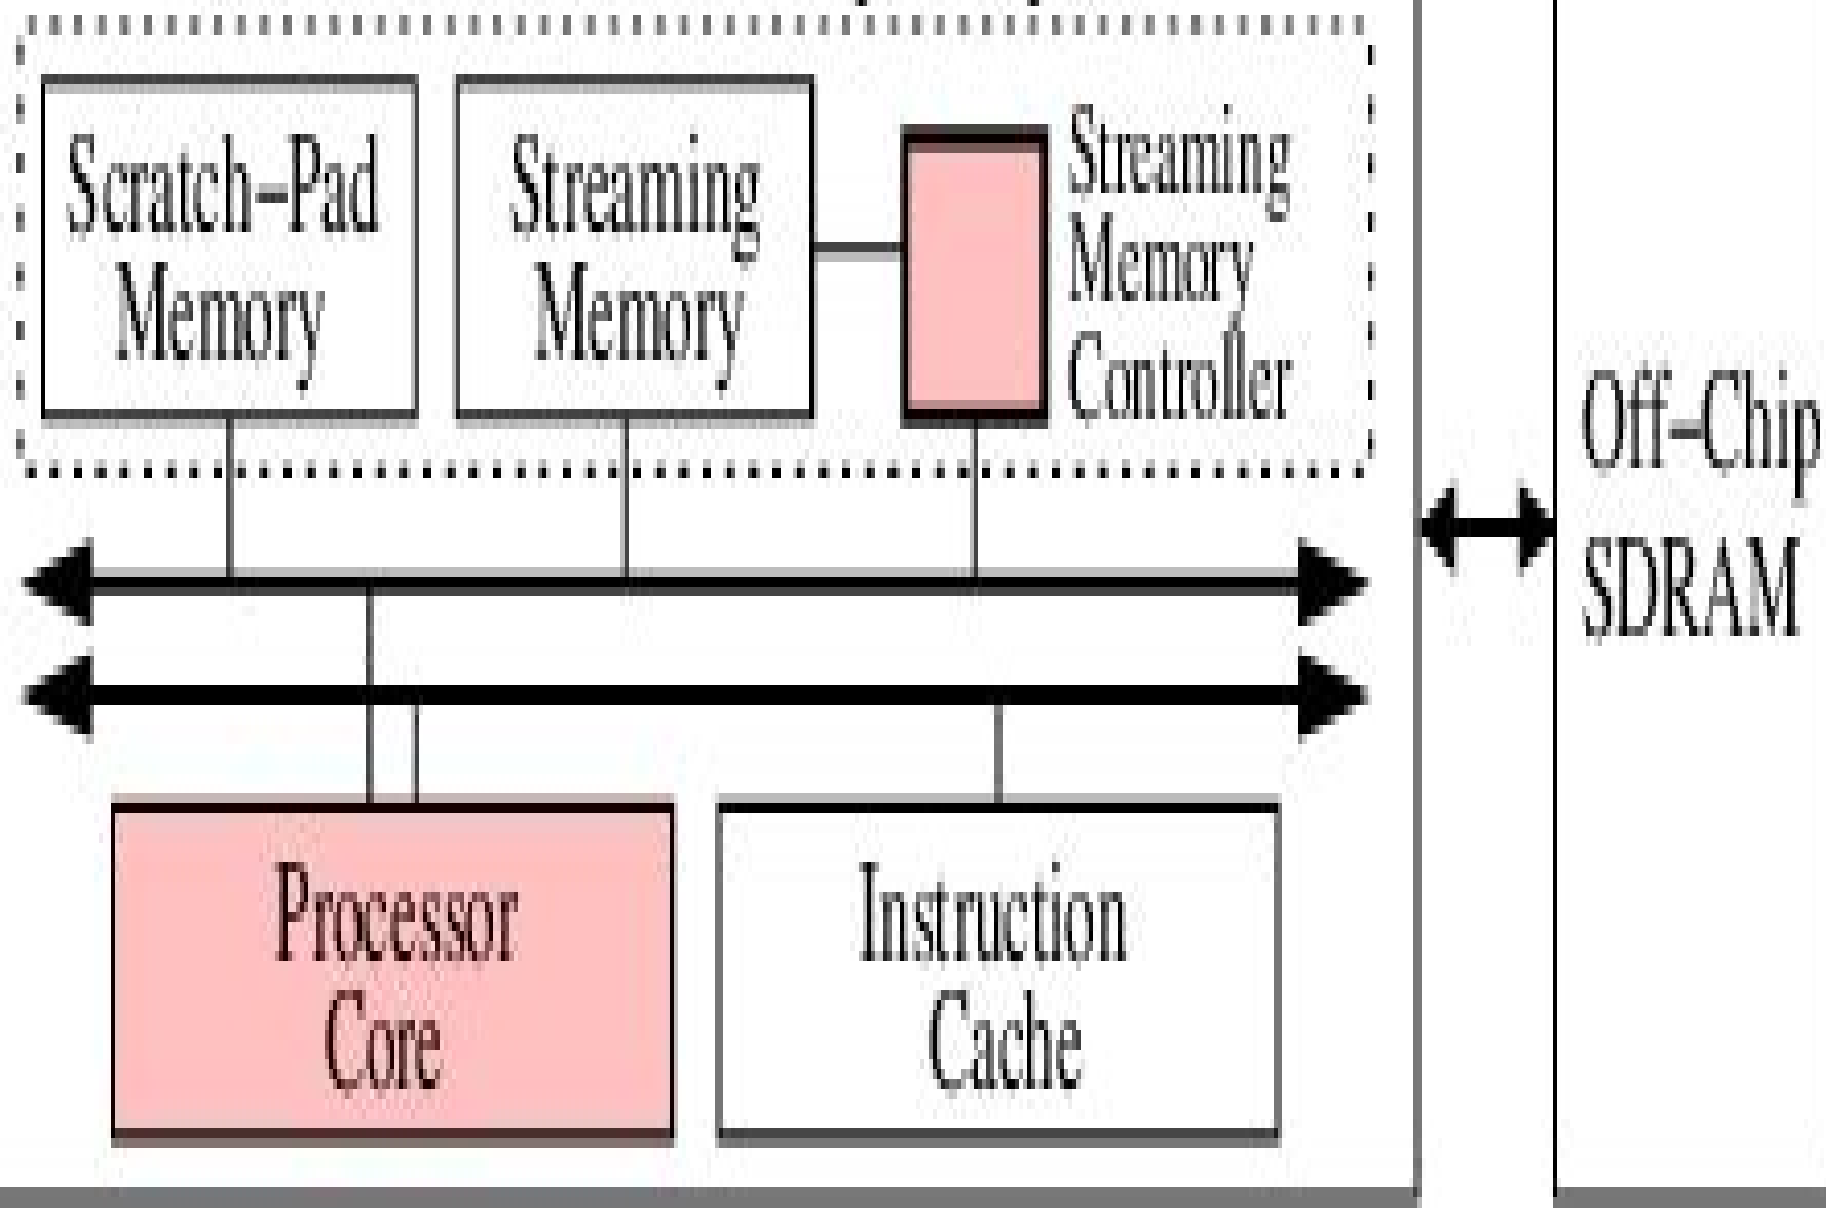 Scratch–Pad
Memory
Streaming
Memory
Streaming
Memory
Controller
Off–Chip
SDRAM
Processor
Core
Instruction
Cache